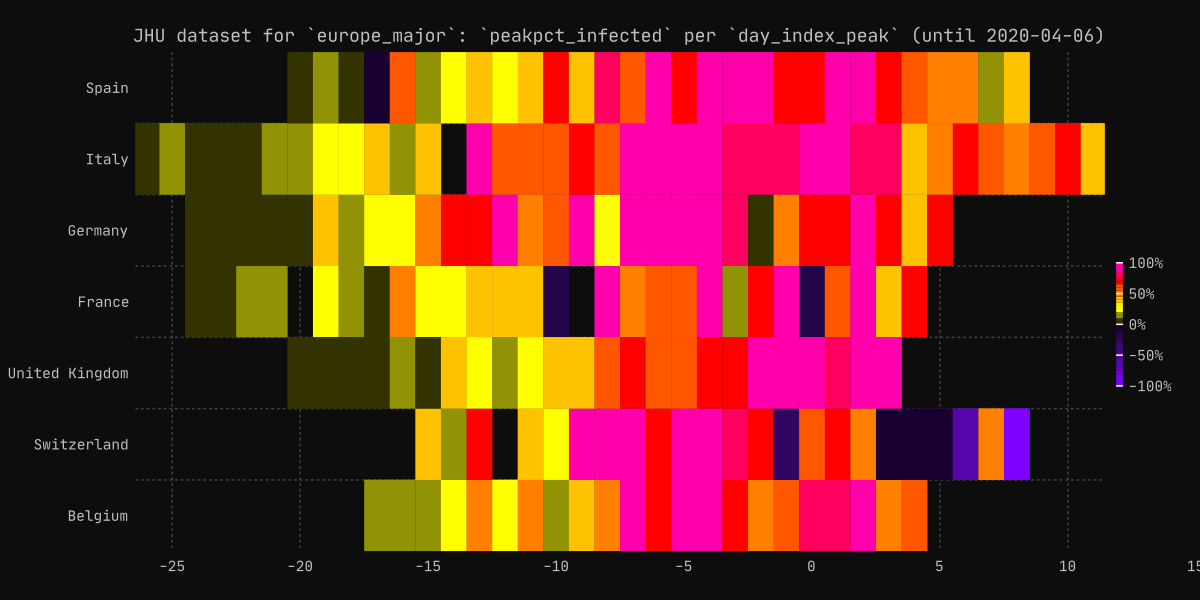 JHU dataset for `europe_major`: `peakpct_infected` per `day_index_peak` (until 2020-04-06)
Spain
Italy
Germany
France
United Kingdom
Switzerland
Belgium
100%
50%
0%
-50%
-100%
-25 -20 -15 -10 -5 0 5 10 15